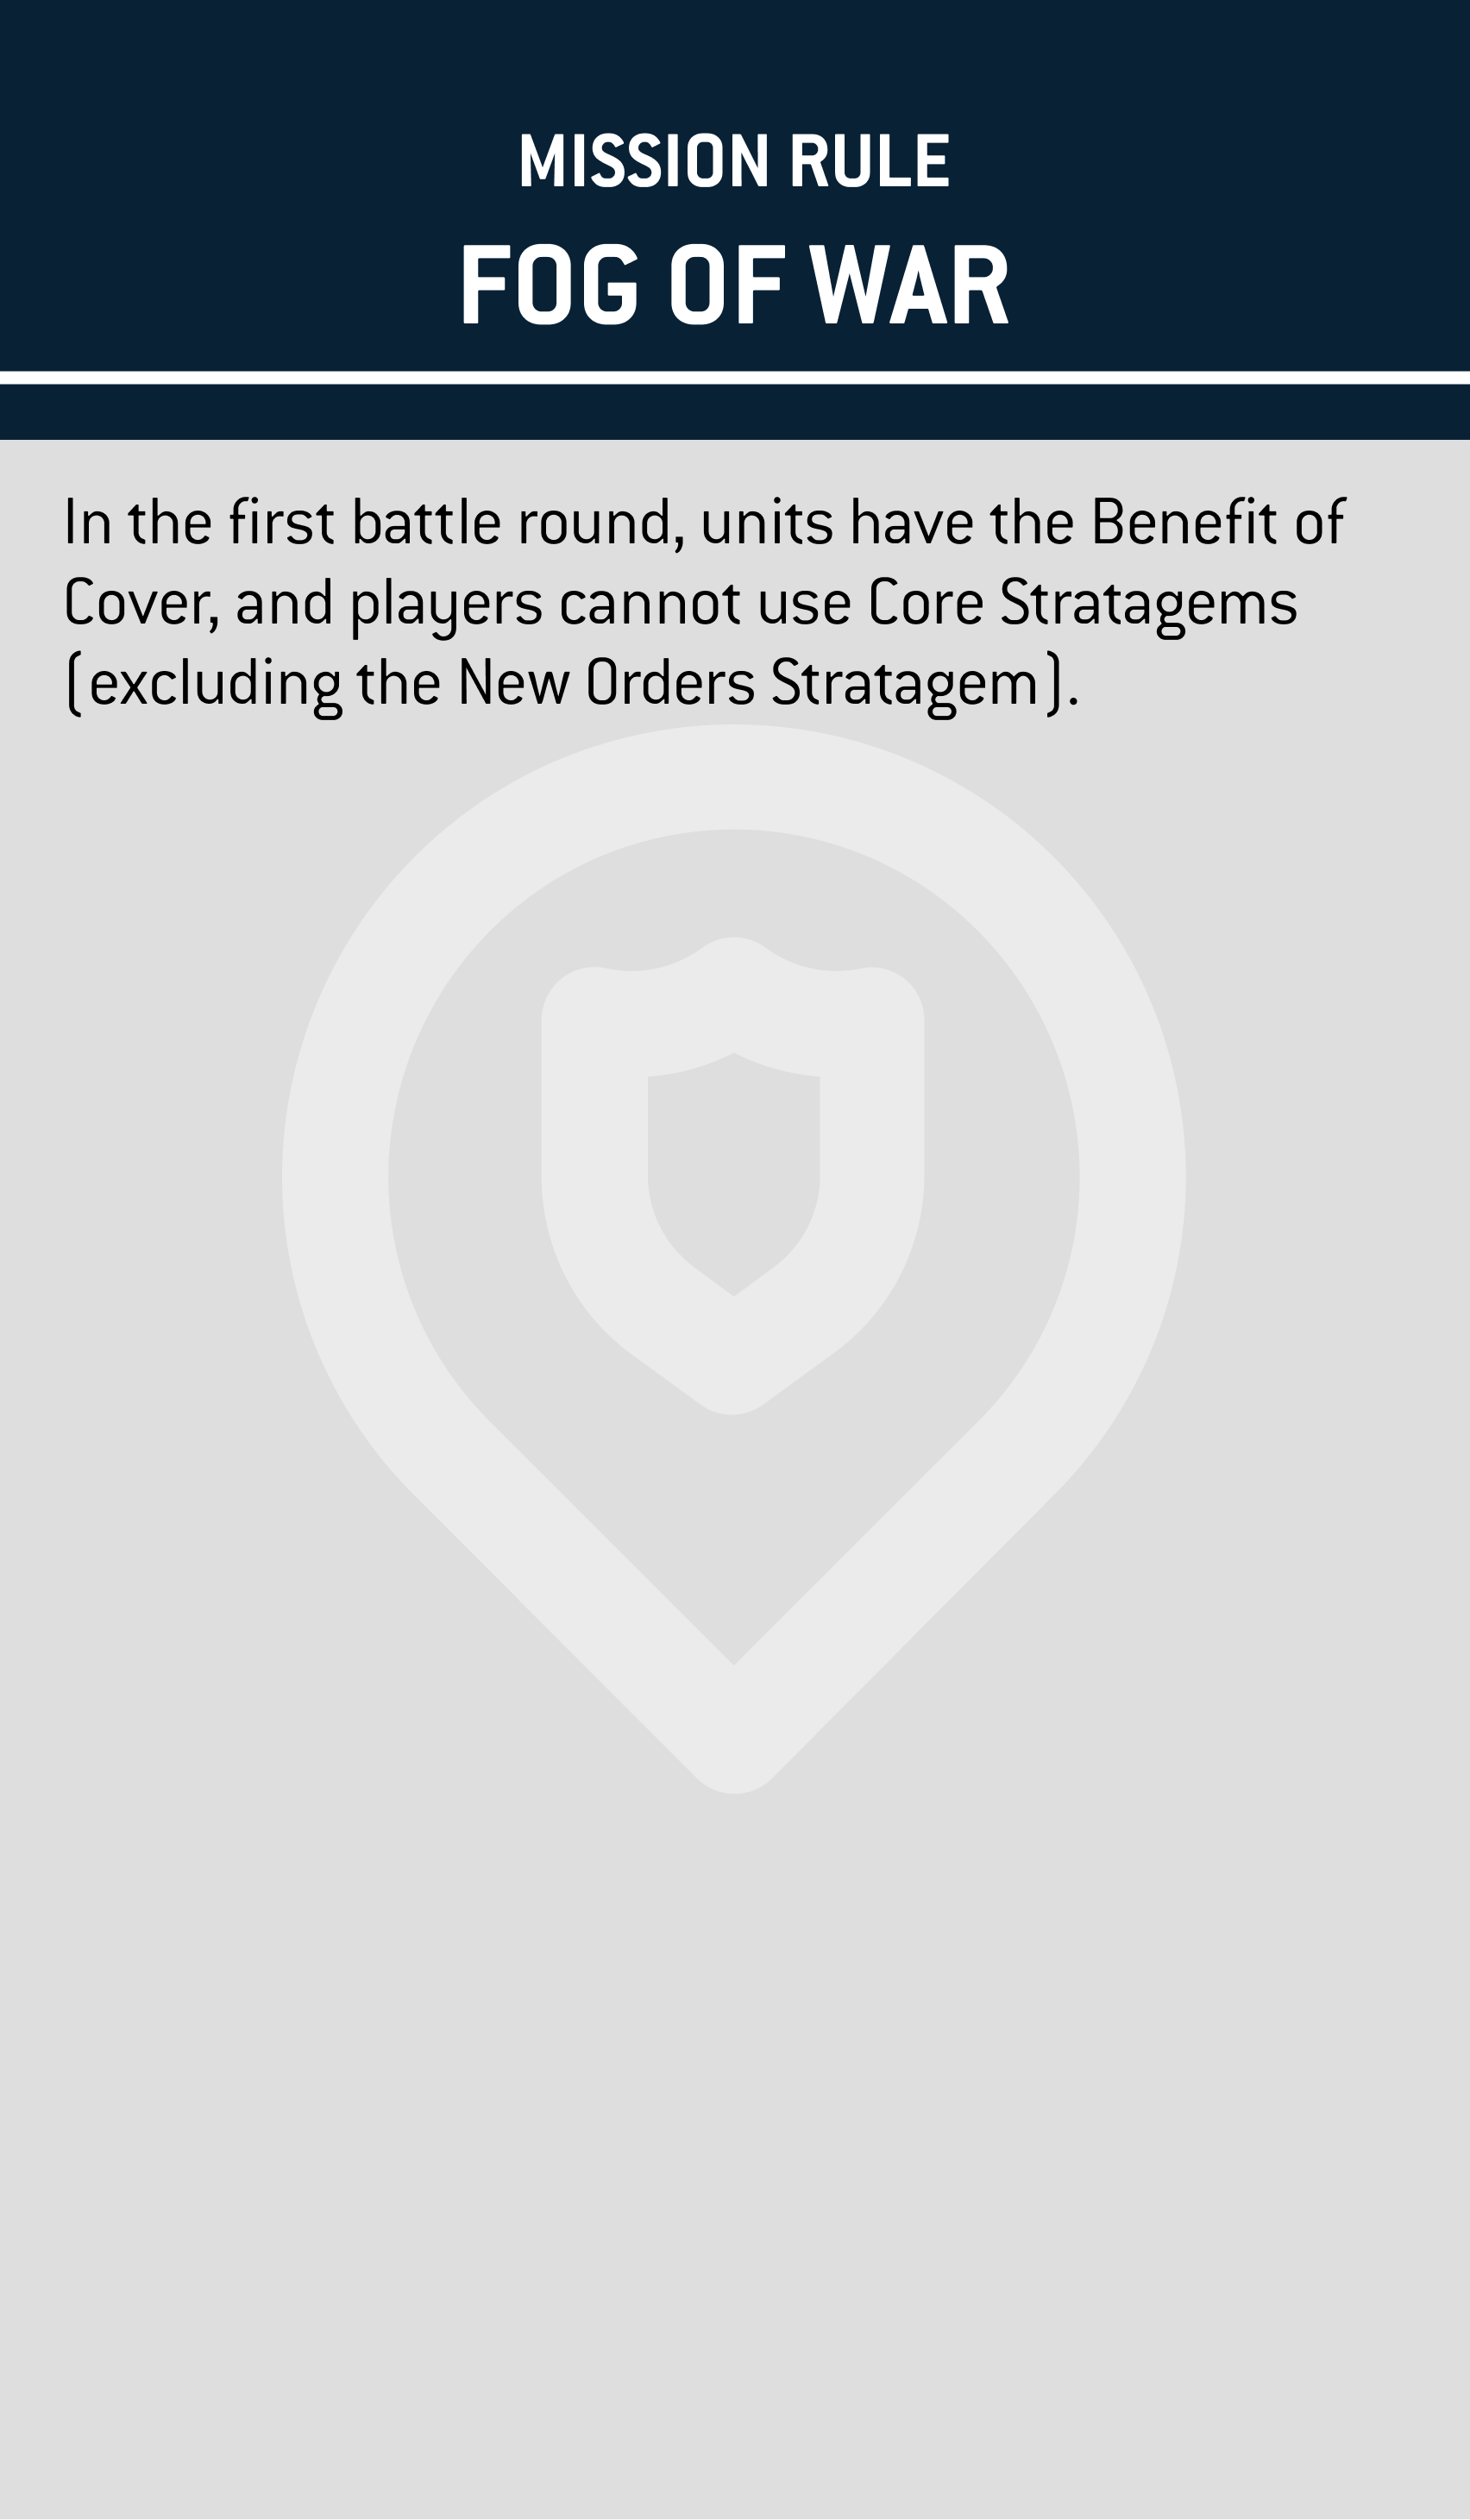 MISSION RULE
FOG OF WAR
In the first battle round, units have the Benefit of
Cover, and players cannot use Core Stratagems
(excluding the New Orders Stratagem).